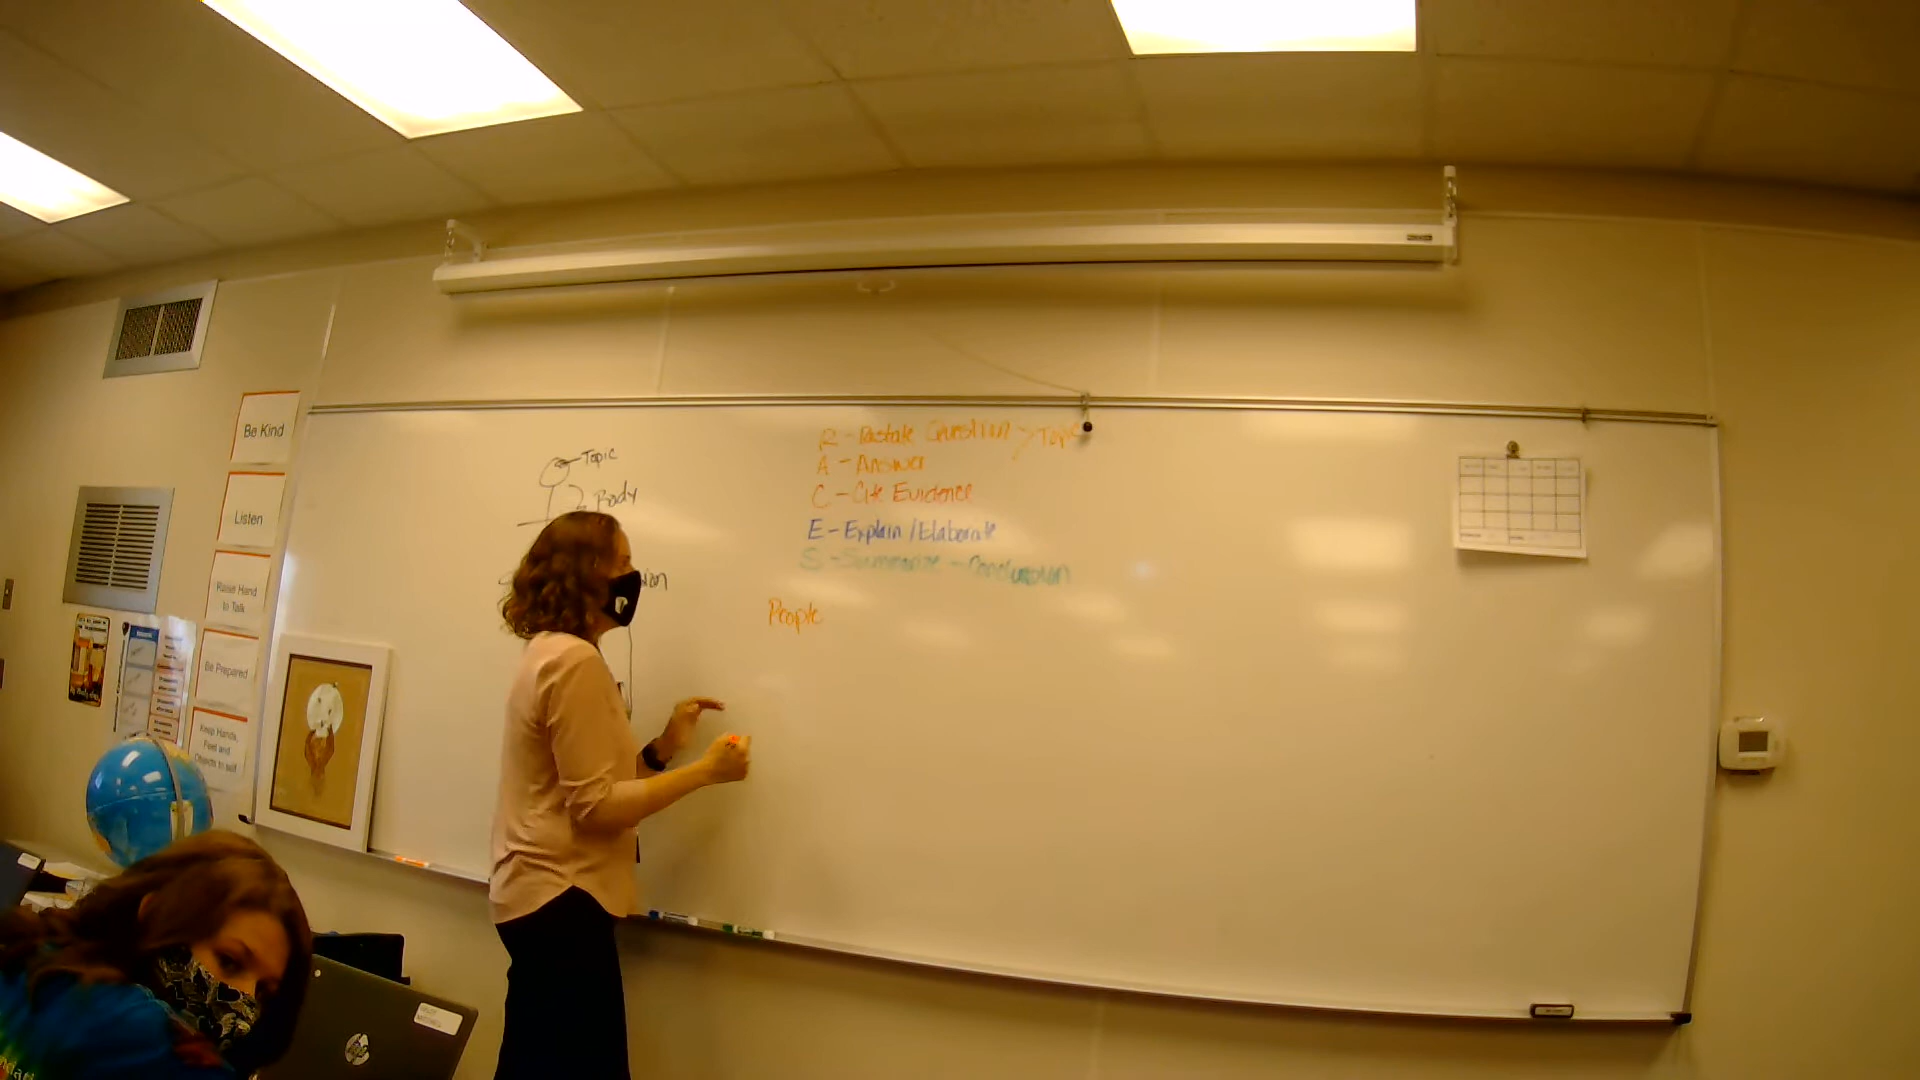 Be Kind
Listen
Raise Hand
to Talk
Be Prepared
Keep Hands,
Feet and
Objects to self
Topic
Body
R - Restate Question > Topic
A - Answer
C - Cite Evidence
E - Explain / Elaborate
S - Summarize - Conclusion
People
hp